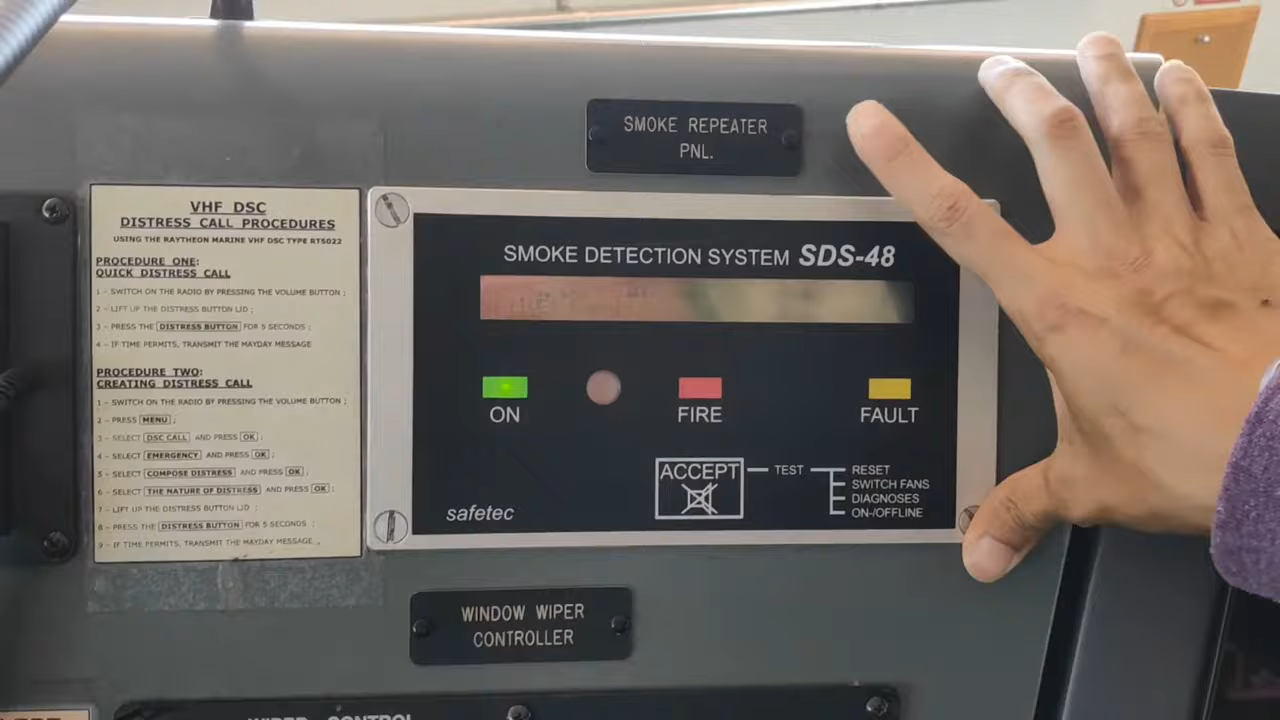 SMOKE REPEATER
PNL.
VHF DSC
DISTRESS CALL PROCEDURES
USING THE RAYTHEON MARINE VHF DSC TYPE RT5022
PROCEDURE ONE:
QUICK DISTRESS CALL
1 - SWITCH ON THE RADIO BY PRESSING THE VOLUME BUTTON ;
2 - LIFT UP THE DISTRESS BUTTON LID ;
3 - PRESS THE DISTRESS BUTTON FOR 5 SECONDS ;
4 - IF TIME PERMITS, TRANSMIT THE MAYDAY MESSAGE
PROCEDURE TWO:
CREATING DISTRESS CALL
1 - SWITCH ON THE RADIO BY PRESSING THE VOLUME BUTTON ;
2 - PRESS MENU ;
3 - SELECT DSC CALL AND PRESS OK ;
4 - SELECT EMERGENCY AND PRESS OK ;
5 - SELECT COMPOSE DISTRESS AND PRESS OK ;
6 - SELECT THE NATURE OF DISTRESS AND PRESS OK ;
7 - LIFT UP THE DISTRESS BUTTON LID ;
8 - PRESS THE DISTRESS BUTTON FOR 5 SECONDS ;
9 - IF TIME PERMITS, TRANSMIT THE MAYDAY MESSAGE .
SMOKE DETECTION SYSTEM SDS-48
ON
FIRE
FAULT
ACCEPT
TEST
RESET
SWITCH FANS
DIAGNOSES
ON-/OFFLINE
safetec
WINDOW WIPER
CONTROLLER
WIPER CONTROL